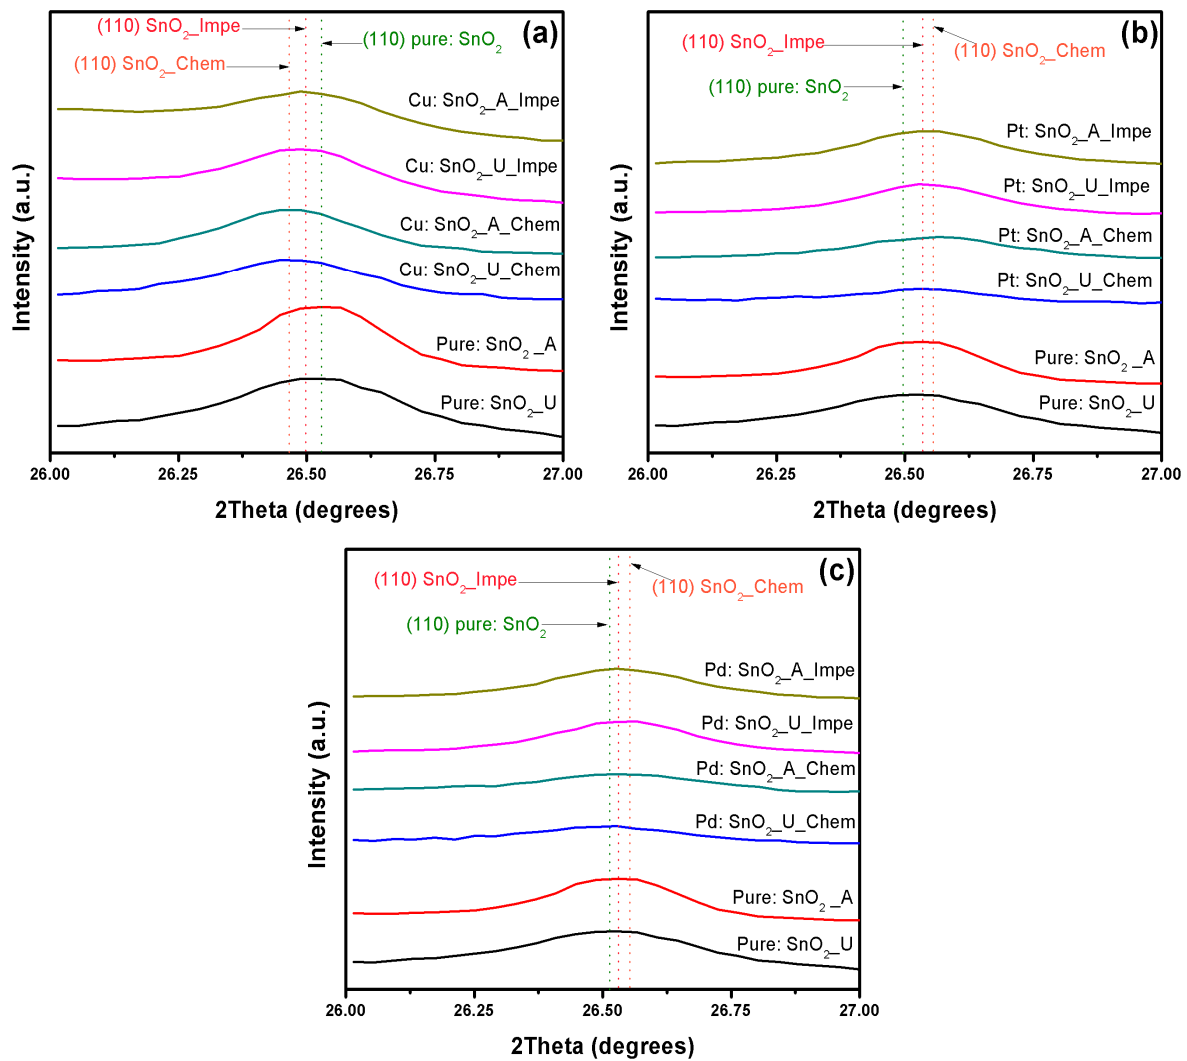 (a)
(110) SnO2_Impe
(110) pure: SnO2
(110) SnO2_Chem
Cu: SnO2_A_Impe
Cu: SnO2_U_Impe
Cu: SnO2_A_Chem
Cu: SnO2_U_Chem
Pure: SnO2_A
Pure: SnO2_U
Intensity (a.u.)
26.00 26.25 26.50 26.75 27.00
2Theta (degrees)
(b)
(110) SnO2_Impe
(110) SnO2_Chem
(110) pure: SnO2
Pt: SnO2_A_Impe
Pt: SnO2_U_Impe
Pt: SnO2_A_Chem
Pt: SnO2_U_Chem
Pure: SnO2_A
Pure: SnO2_U
Intensity (a.u.)
26.00 26.25 26.50 26.75 27.00
2Theta (degrees)
(c)
(110) SnO2_Impe
(110) SnO2_Chem
(110) pure: SnO2
Pd: SnO2_A_Impe
Pd: SnO2_U_Impe
Pd: SnO2_A_Chem
Pd: SnO2_U_Chem
Pure: SnO2_A
Pure: SnO2_U
Intensity (a.u.)
26.00 26.25 26.50 26.75 27.00
2Theta (degrees)